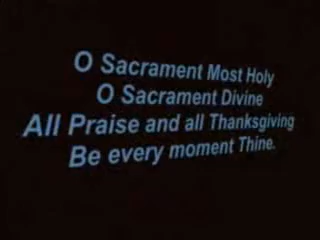 O Sacrament Most Holy
O Sacrament Divine
All Praise and all Thanksgiving
Be every moment Thine.